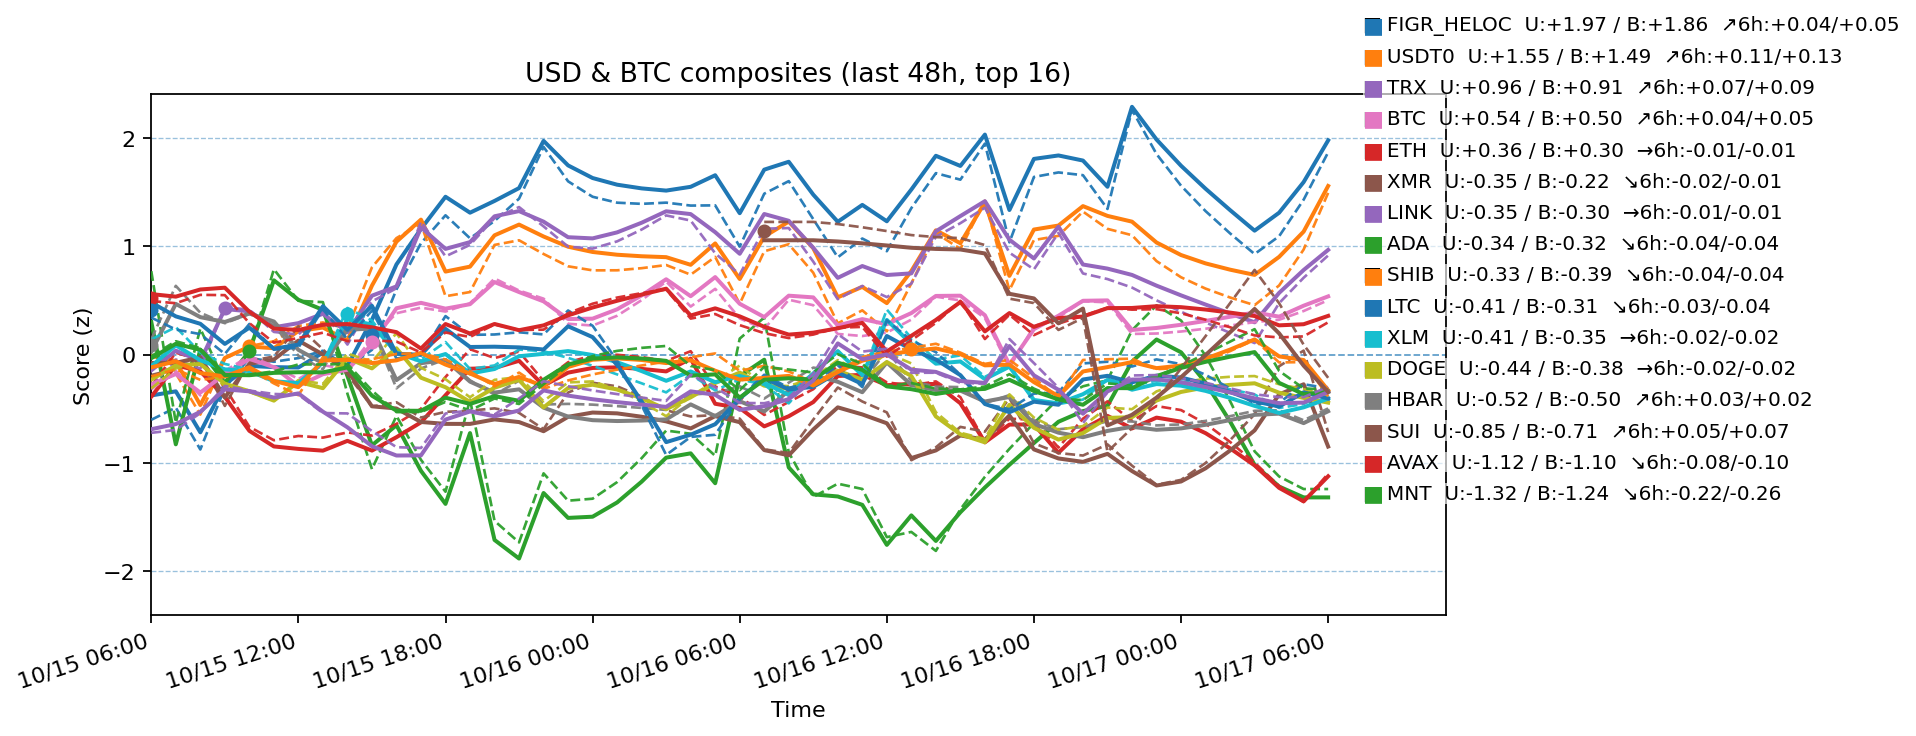 FIGR_HELOC  U:+1.97 / B:+1.86  ↗6h:+0.04/+0.05
USDT0  U:+1.55 / B:+1.49  ↗6h:+0.11/+0.13
TRX  U:+0.96 / B:+0.91  ↗6h:+0.07/+0.09
BTC  U:+0.54 / B:+0.50  ↗6h:+0.04/+0.05
ETH  U:+0.36 / B:+0.30  →6h:-0.01/-0.01
XMR  U:-0.35 / B:-0.22  ↘6h:-0.02/-0.01
LINK  U:-0.35 / B:-0.30  →6h:-0.01/-0.01
ADA  U:-0.34 / B:-0.32  ↘6h:-0.04/-0.04
SHIB  U:-0.33 / B:-0.39  ↘6h:-0.04/-0.04
LTC  U:-0.41 / B:-0.31  ↘6h:-0.03/-0.04
XLM  U:-0.41 / B:-0.35  →6h:-0.02/-0.02
DOGE  U:-0.44 / B:-0.38  →6h:-0.02/-0.02
HBAR  U:-0.52 / B:-0.50  ↗6h:+0.03/+0.02
SUI  U:-0.85 / B:-0.71  ↗6h:+0.05/+0.07
AVAX  U:-1.12 / B:-1.10  ↘6h:-0.08/-0.10
MNT  U:-1.32 / B:-1.24  ↘6h:-0.22/-0.26
USD & BTC composites (last 48h, top 16)
Score (z)
2
1
0
−1
−2
10/15 06:00
10/15 12:00
10/15 18:00
10/16 00:00
10/16 06:00
10/16 12:00
10/16 18:00
10/17 00:00
10/17 06:00
Time